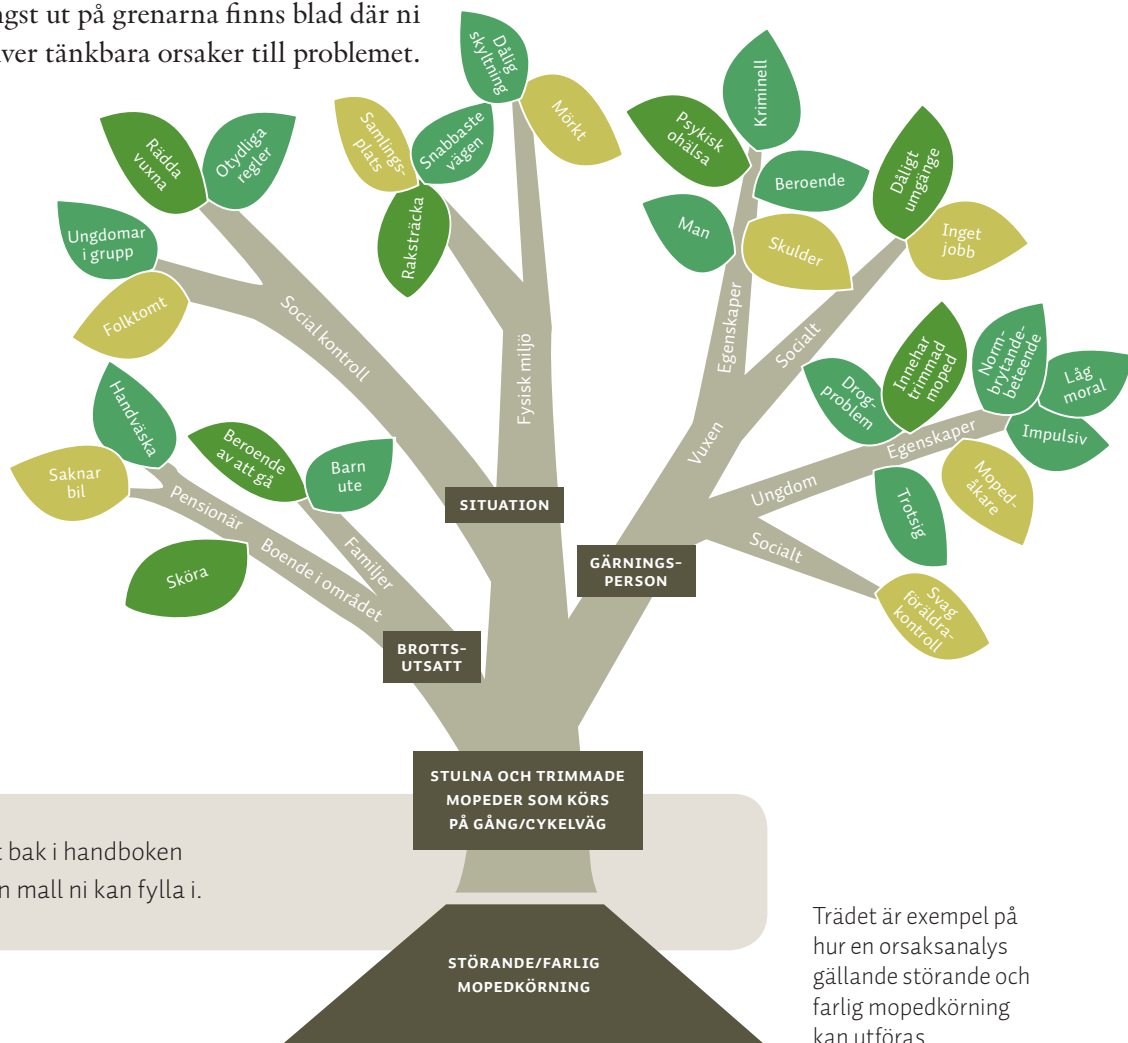 ngst ut på grenarna finns blad där ni
ver tänkbara orsaker till problemet.
Dålig
skyltning
Mörkt
Samlings-
plats
Snabbaste
vägen
Raksträcka
Rädda
vuxna
Otydliga
regler
Ungdomar
i grupp
Folktomt
Social kontroll
Fysisk miljö
Handväska
Saknar
bil
Sköra
Beroende
av att gå
Barn
ute
Pensionär
Boende i området
Familjer
Kriminell
Psykisk
ohälsa
Beroende
Man
Skulder
Egenskaper
Dåligt
umgänge
Inget
jobb
Socialt
Vuxen
Drog-
problem
Innehar
trimmad
moped
Norm-
brytande-
beteende
Låg
moral
Impulsiv
Moped-
åkare
Trotsig
Egenskaper
Ungdom
Socialt
Svag
föräldra-
kontroll
SITUATION
GÄRNINGS-
PERSON
BROTTS-
UTSATT
STULNA OCH TRIMMADE
MOPEDER SOM KÖRS
PÅ GÅNG/CYKELVÄG
t bak i handboken
n mall ni kan fylla i.
STÖRANDE/FARLIG
MOPEDKÖRNING
Trädet är exempel på
hur en orsaksanalys
gällande störande och
farlig mopedkörning
kan utföras